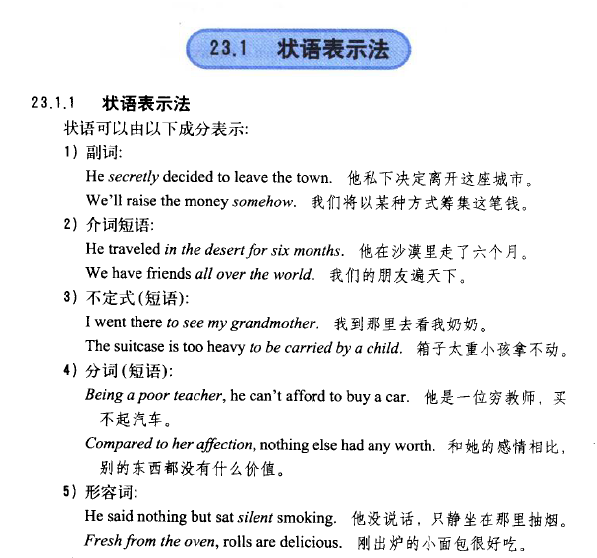 23.1 状语表示法
23.1.1 状语表示法
状语可以由以下成分表示:
1) 副词:
He secretly decided to leave the town. 他私下决定离开这座城市。
We'll raise the money somehow. 我们将以某种方式筹集这笔钱。
2) 介词短语:
He traveled in the desert for six months. 他在沙漠里走了六个月。
We have friends all over the world. 我们的朋友遍天下。
3) 不定式(短语):
I went there to see my grandmother. 我到那里去看我奶奶。
The suitcase is too heavy to be carried by a child. 箱子太重小孩拿不动。
4) 分词(短语):
Being a poor teacher, he can't afford to buy a car. 他是一位穷教师，买
不起汽车。
Compared to her affection, nothing else had any worth. 和她的感情相比，
别的东西都没有什么价值。
5) 形容词:
He said nothing but sat silent smoking. 他没说话，只静坐在那里抽烟。
Fresh from the oven, rolls are delicious. 刚出炉的小面包很好吃。